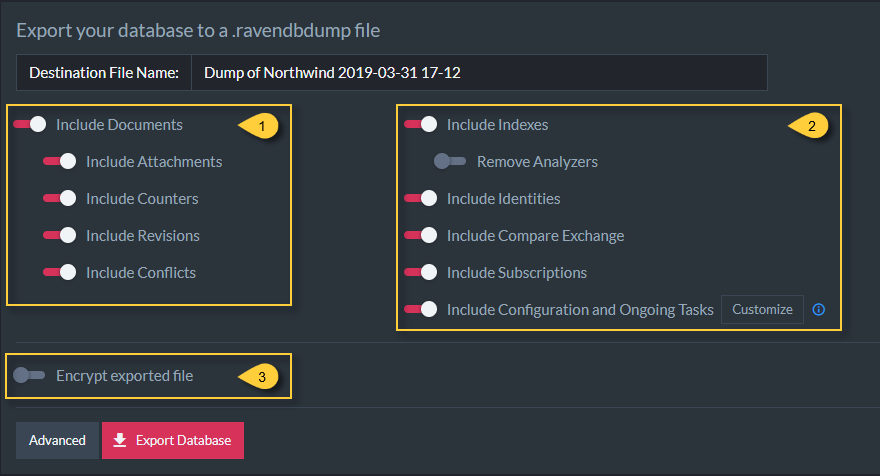 Export your database to a .ravendbdump file
Destination File Name: Dump of Northwind 2019-03-31 17-12
Include Documents 1
Include Attachments
Include Counters
Include Revisions
Include Conflicts
Include Indexes 2
Remove Analyzers
Include Identities
Include Compare Exchange
Include Subscriptions
Include Configuration and Ongoing Tasks Customize
Encrypt exported file 3
Advanced Export Database